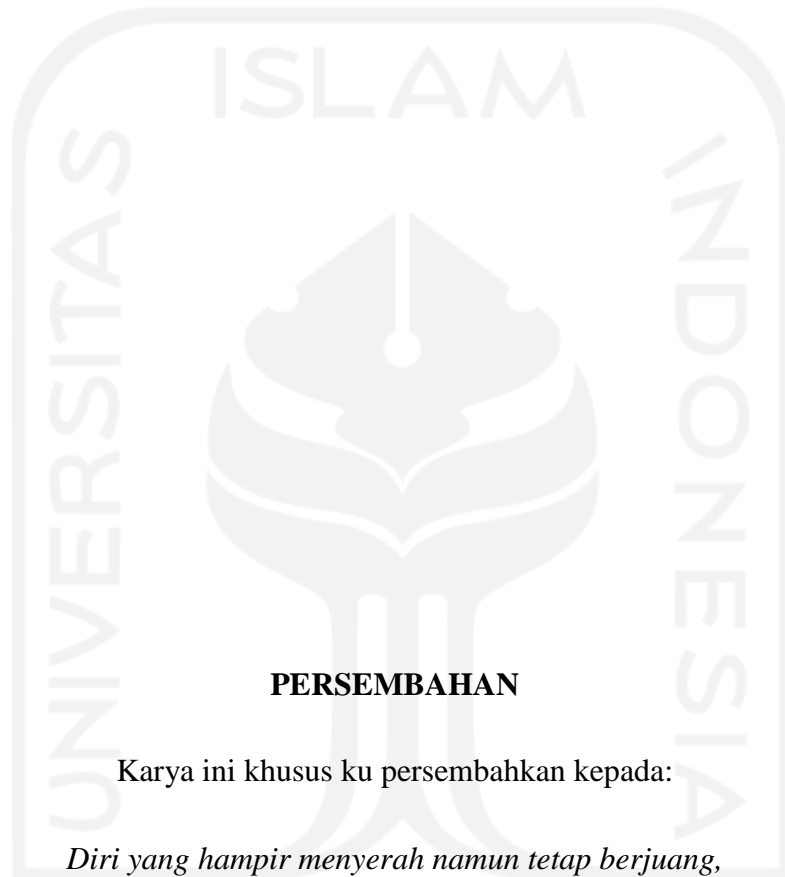 ISLAM
UNIVERSITAS
INDONESIA
PERSEMBAHAN
Karya ini khusus ku persembahkan kepada:
Diri yang hampir menyerah namun tetap berjuang,